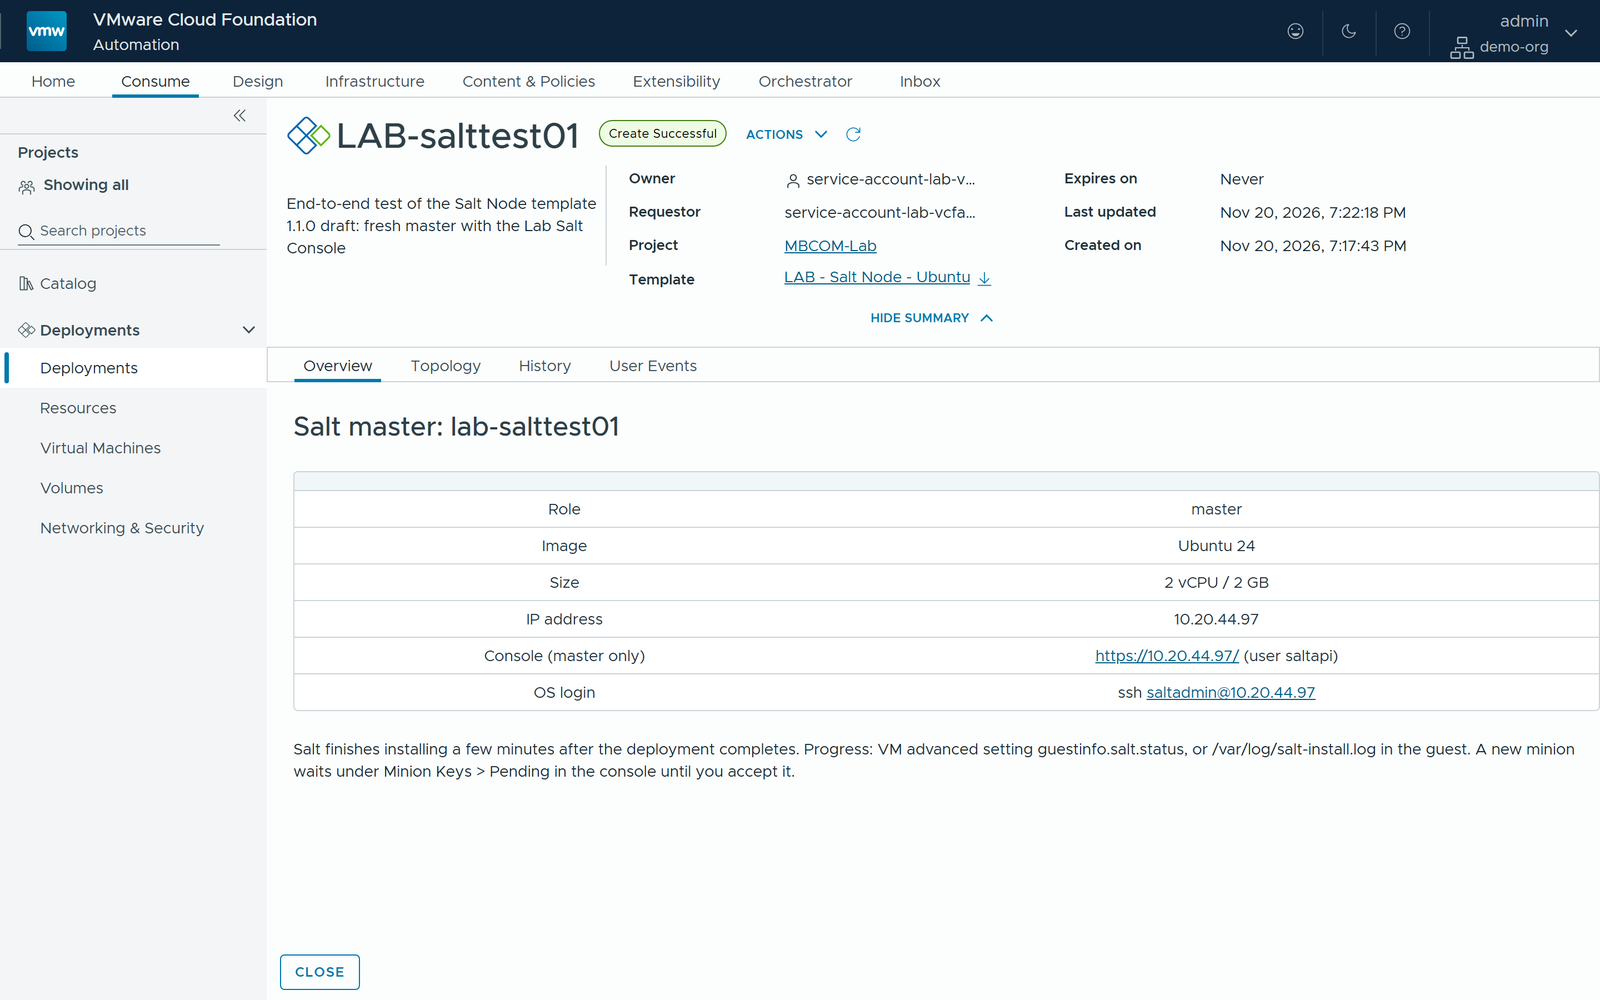 vmw
VMware Cloud Foundation
Automation
admin
demo-org
Home
Consume
Design
Infrastructure
Content & Policies
Extensibility
Orchestrator
Inbox
Projects
Showing all
Search projects
Catalog
Deployments
Deployments
Resources
Virtual Machines
Volumes
Networking & Security
LAB-salttest01
Create Successful
ACTIONS
End-to-end test of the Salt Node template
1.1.0 draft: fresh master with the Lab Salt
Console
Owner service-account-lab-v...
Requestor service-account-lab-vcfa...
Project MBCOM-Lab
Template LAB - Salt Node - Ubuntu
Expires on Never
Last updated Nov 20, 2026, 7:22:18 PM
Created on Nov 20, 2026, 7:17:43 PM
HIDE SUMMARY
Overview
Topology
History
User Events
Salt master: lab-salttest01
Role master
Image Ubuntu 24
Size 2 vCPU / 2 GB
IP address 10.20.44.97
Console (master only) https://10.20.44.97/ (user saltapi)
OS login ssh saltadmin@10.20.44.97
Salt finishes installing a few minutes after the deployment completes. Progress: VM advanced setting guestinfo.salt.status, or /var/log/salt-install.log in the guest. A new minion
waits under Minion Keys > Pending in the console until you accept it.
CLOSE